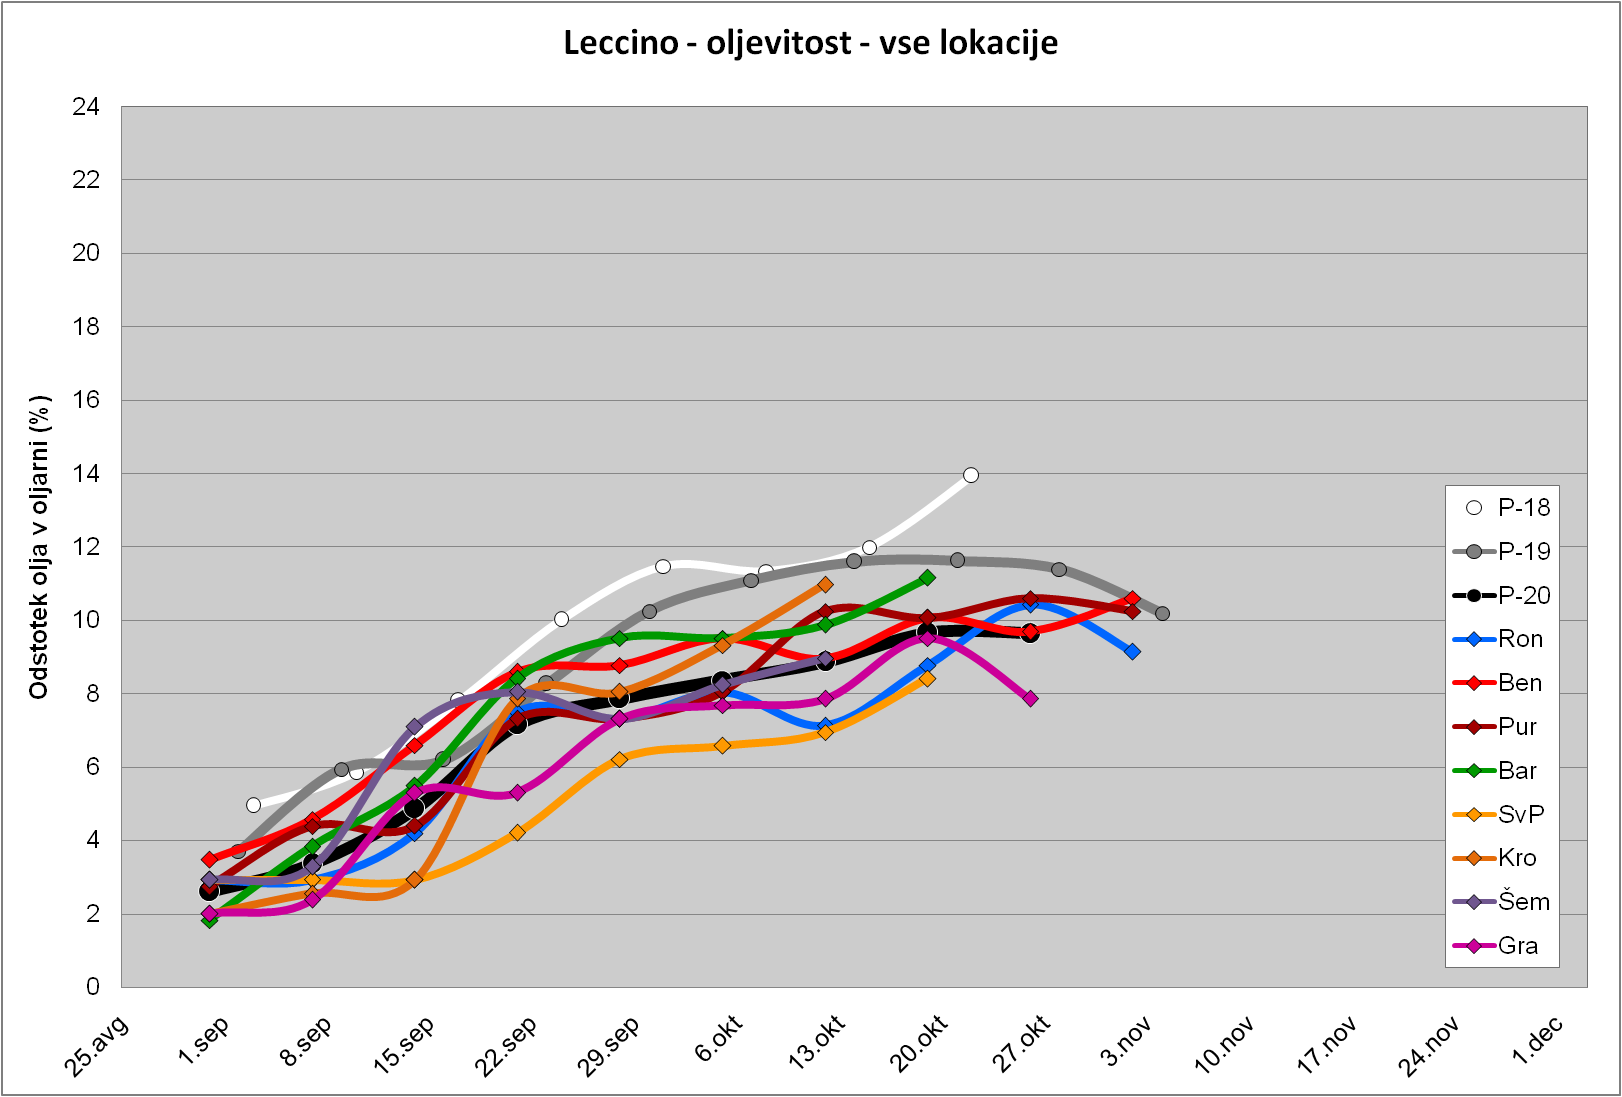 Leccino - oljevitost - vse lokacije
Odstotek olja v oljarni (%)
24
22
20
18
16
14
12
10
8
6
4
2
0
25.avg
1.sep
8.sep
15.sep
22.sep
29.sep
6.okt
13.okt
20.okt
27.okt
3.nov
10.nov
17.nov
24.nov
1.dec
P-18
P-19
P-20
Ron
Ben
Pur
Bar
SvP
Kro
Šem
Gra